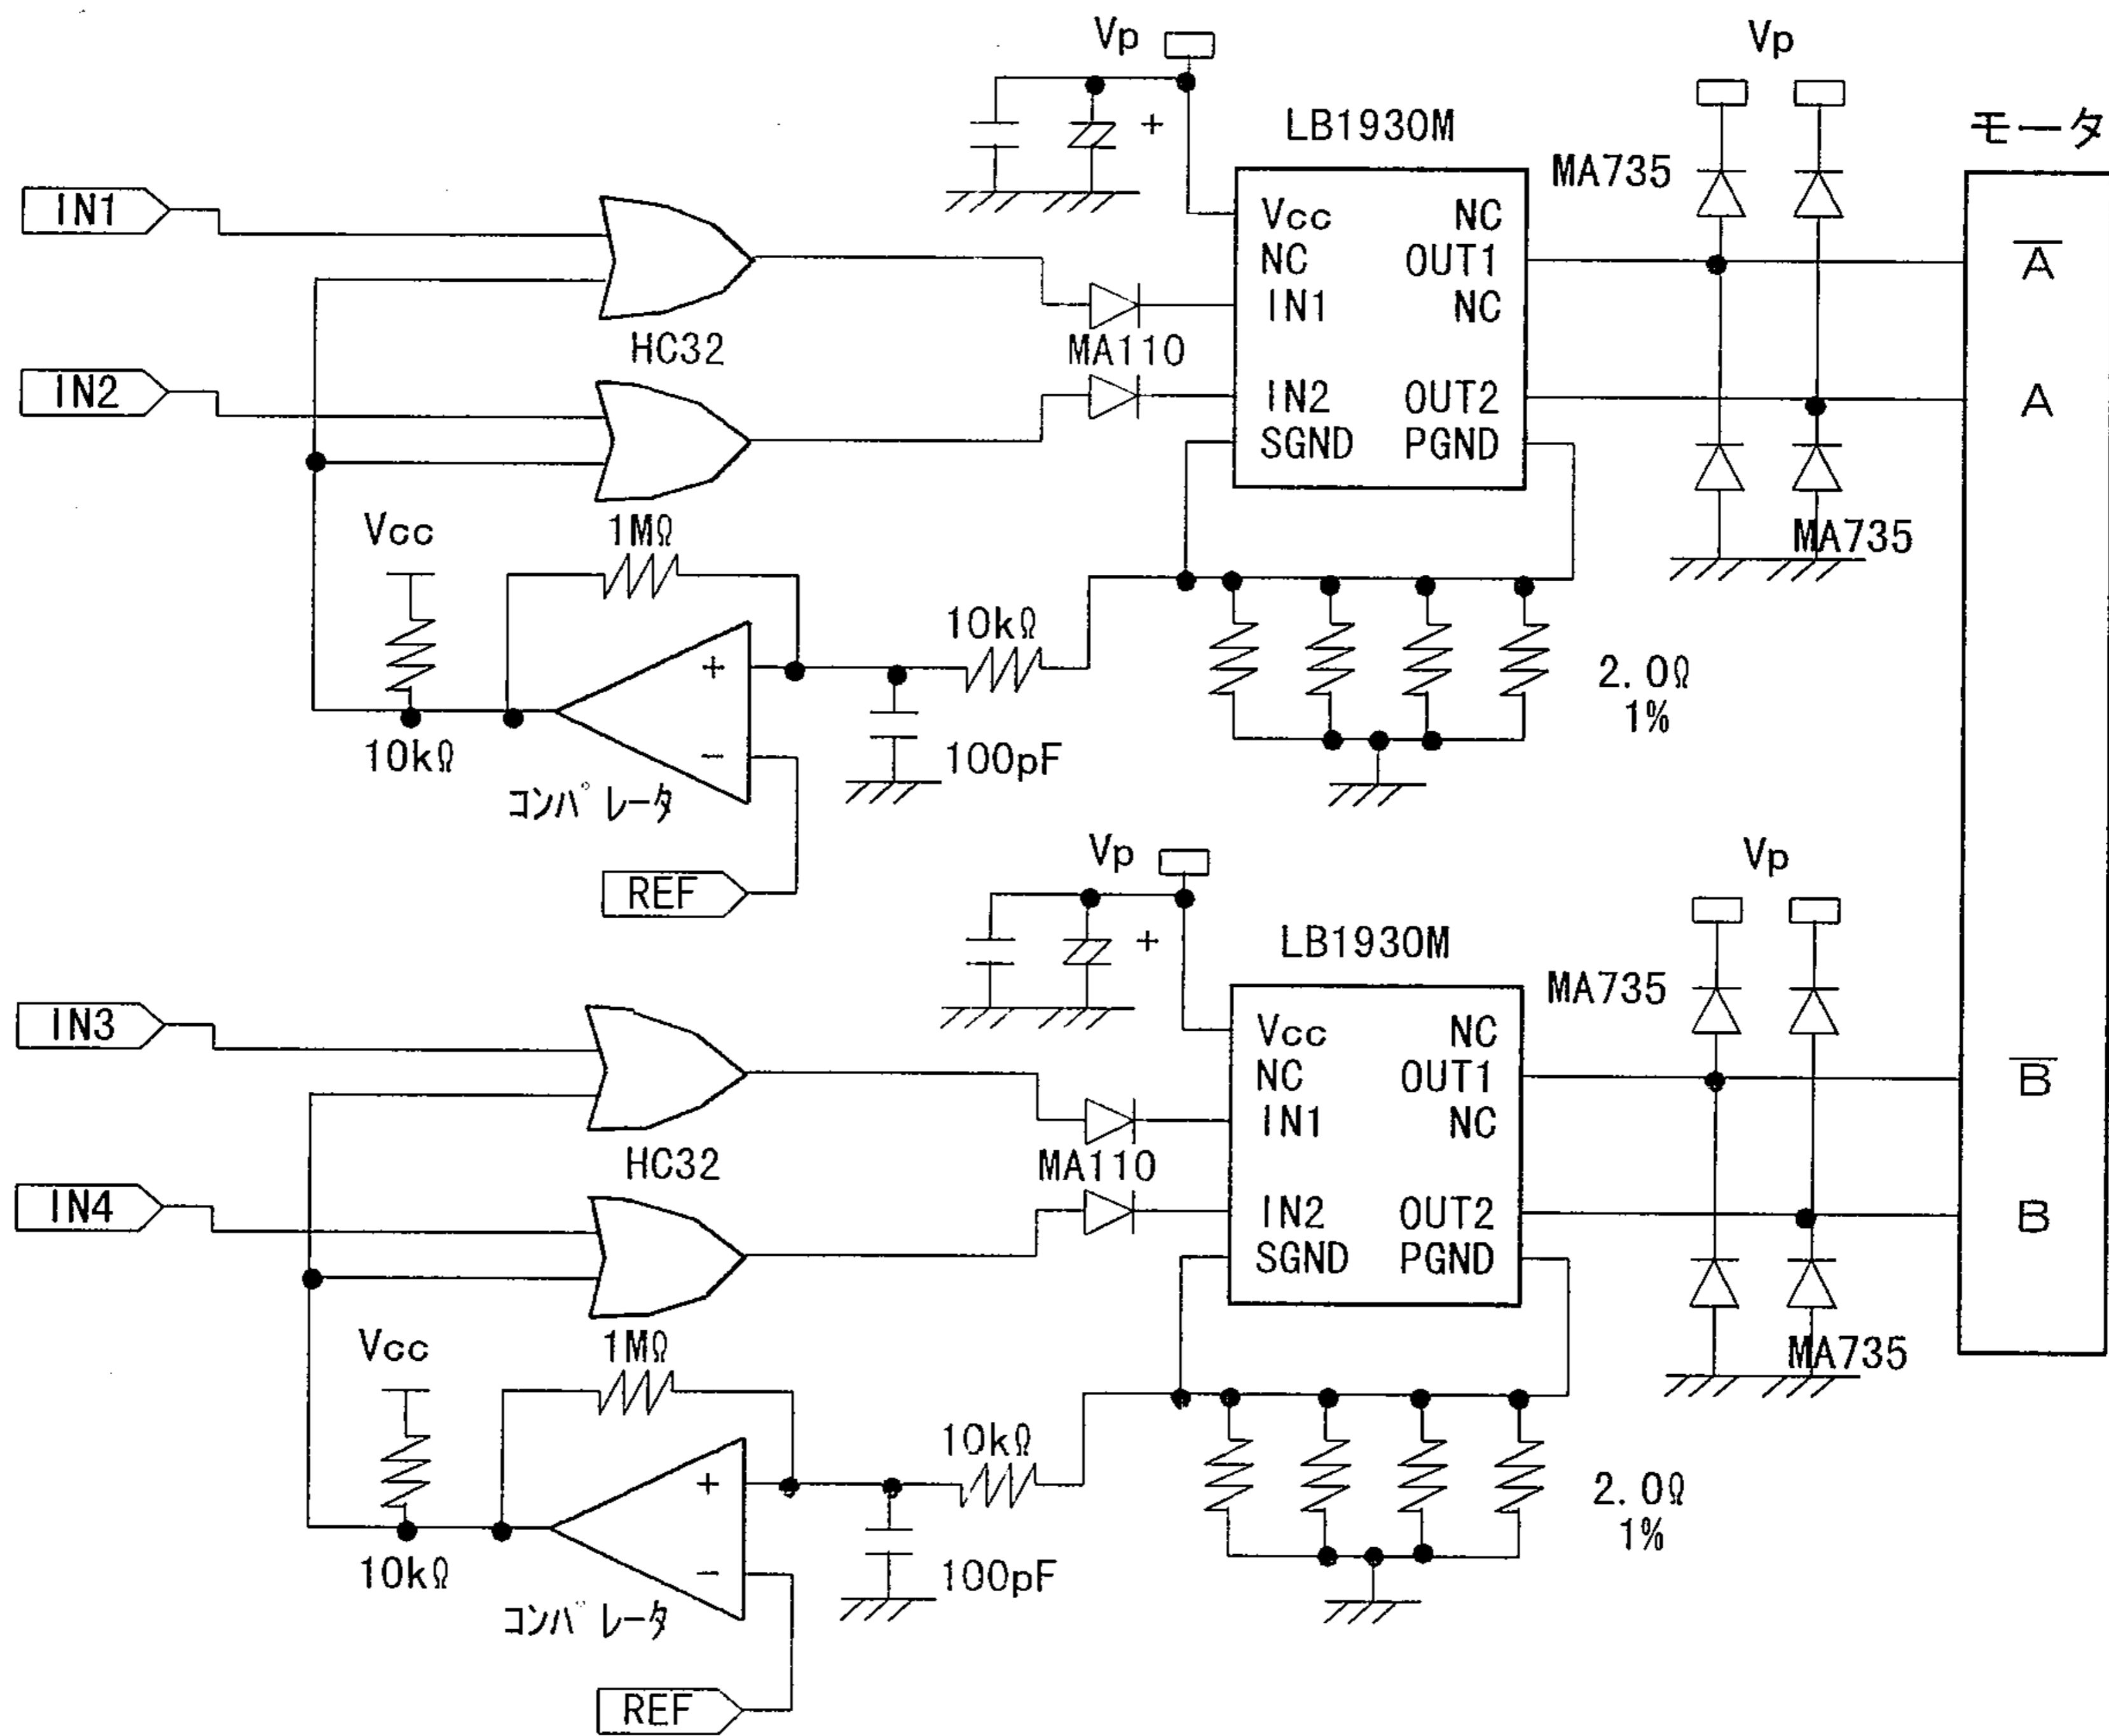 Vp
Vp
LB1930M
モータ
MA735
IN1
Vcc
NC
NC
OUT1
A
IN1
NC
HC32
MA110
IN2
IN2
OUT2
A
SGND
PGND
Vcc
1MΩ
MA735
10kΩ
+
2.0Ω
1%
10kΩ
−
100pF
コンパレータ
REF
Vp
Vp
+
LB1930M
MA735
IN3
Vcc
NC
NC
OUT1
B
IN1
NC
HC32
MA110
IN4
IN2
OUT2
B
SGND
PGND
Vcc
1MΩ
MA735
10kΩ
+
2.0Ω
1%
10kΩ
−
100pF
コンパレータ
REF